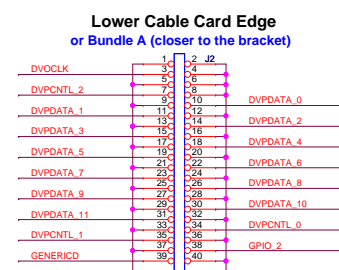 Lower Cable Card Edge
or Bundle A (closer to the bracket)
1 2 J2
DVOCLK 3 4
5 6
DVPCNTL_2 7 8
9 10 DVPDATA_0
DVPDATA_1 11 12
13 14 DVPDATA_2
DVPDATA_3 15 16
17 18 DVPDATA_4
DVPDATA_5 19 20
21 22 DVPDATA_6
DVPDATA_7 23 24
25 26 DVPDATA_8
DVPDATA_9 27 28
29 30 DVPDATA_10
DVPDATA_11 31 32
33 34 DVPCNTL_0
DVPCNTL_1 35 36
37 38 GPIO_2
GENERICD 39 40